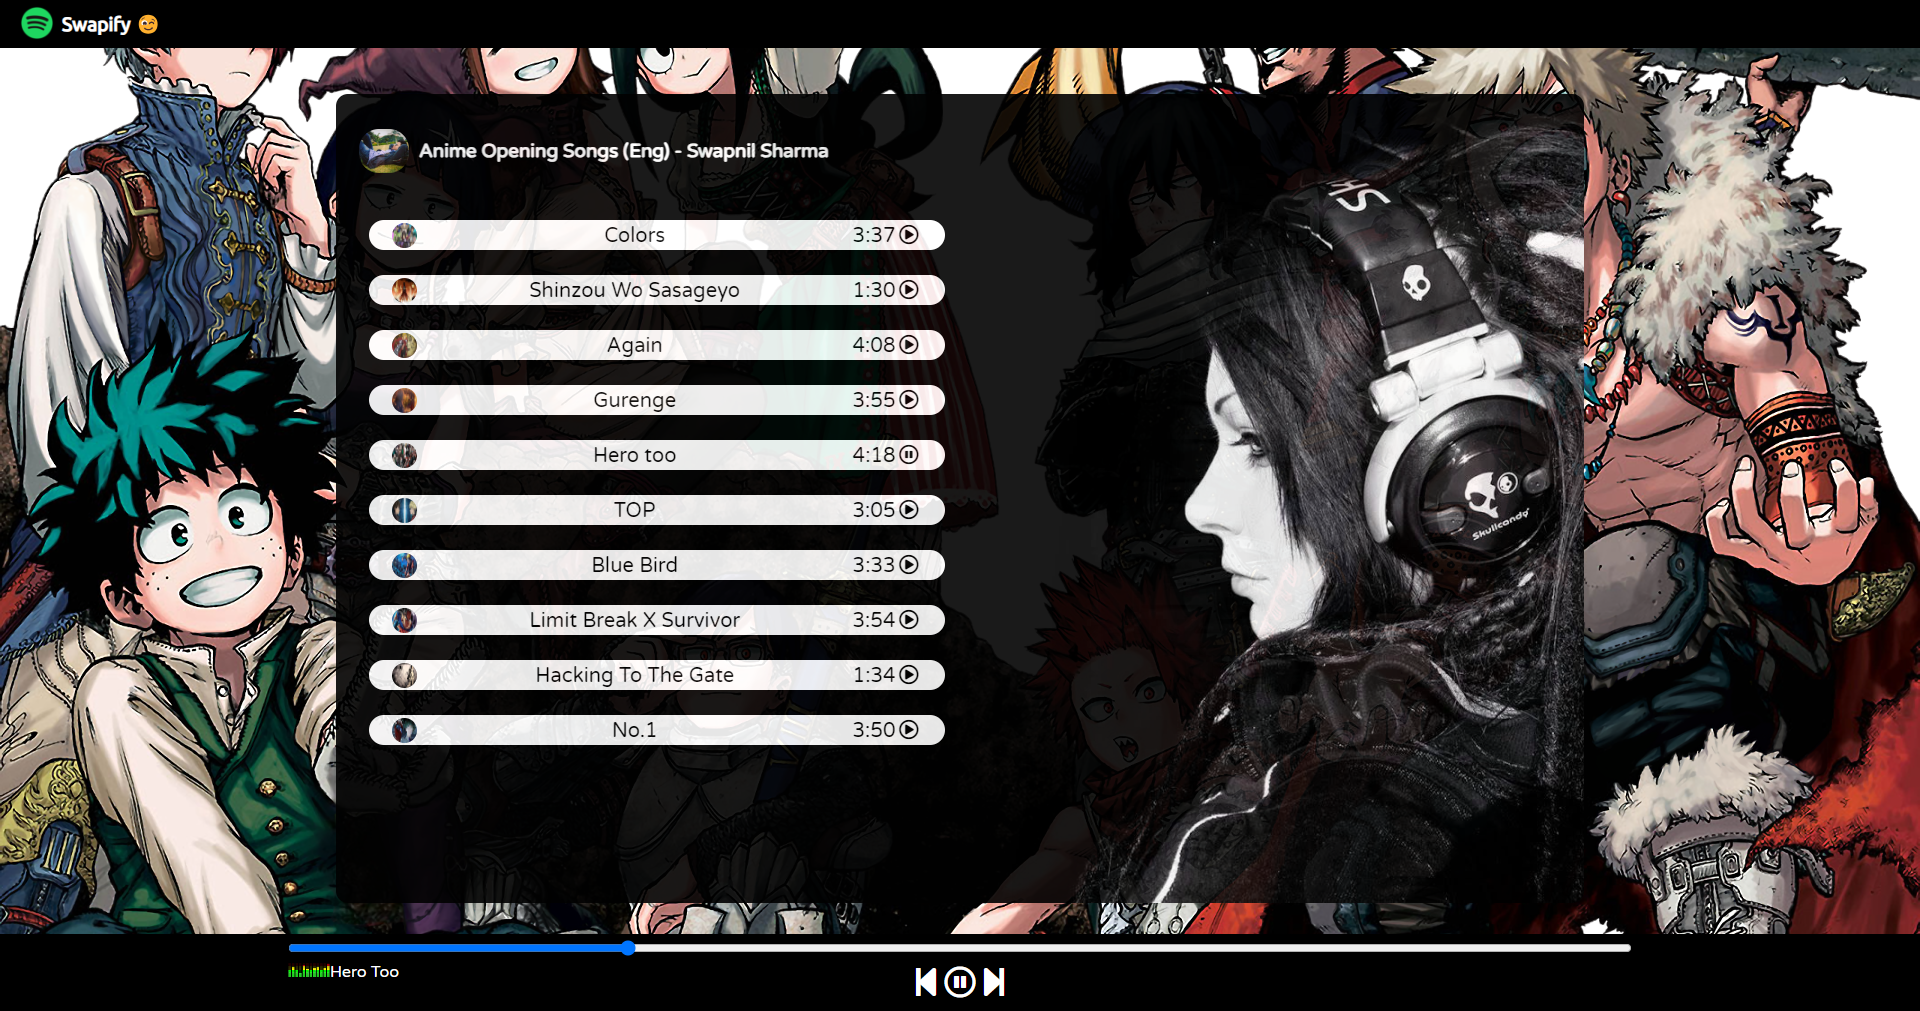 Swapify 😊
Anime Opening Songs (Eng) - Swapnil Sharma
Colors 3:37
Shinzou Wo Sasageyo 1:30
Again 4:08
Gurenge 3:55
Hero too 4:18
TOP 3:05
Blue Bird 3:33
Limit Break X Survivor 3:54
Hacking To The Gate 1:34
No.1 3:50
HS
Skullcandy
Hero Too